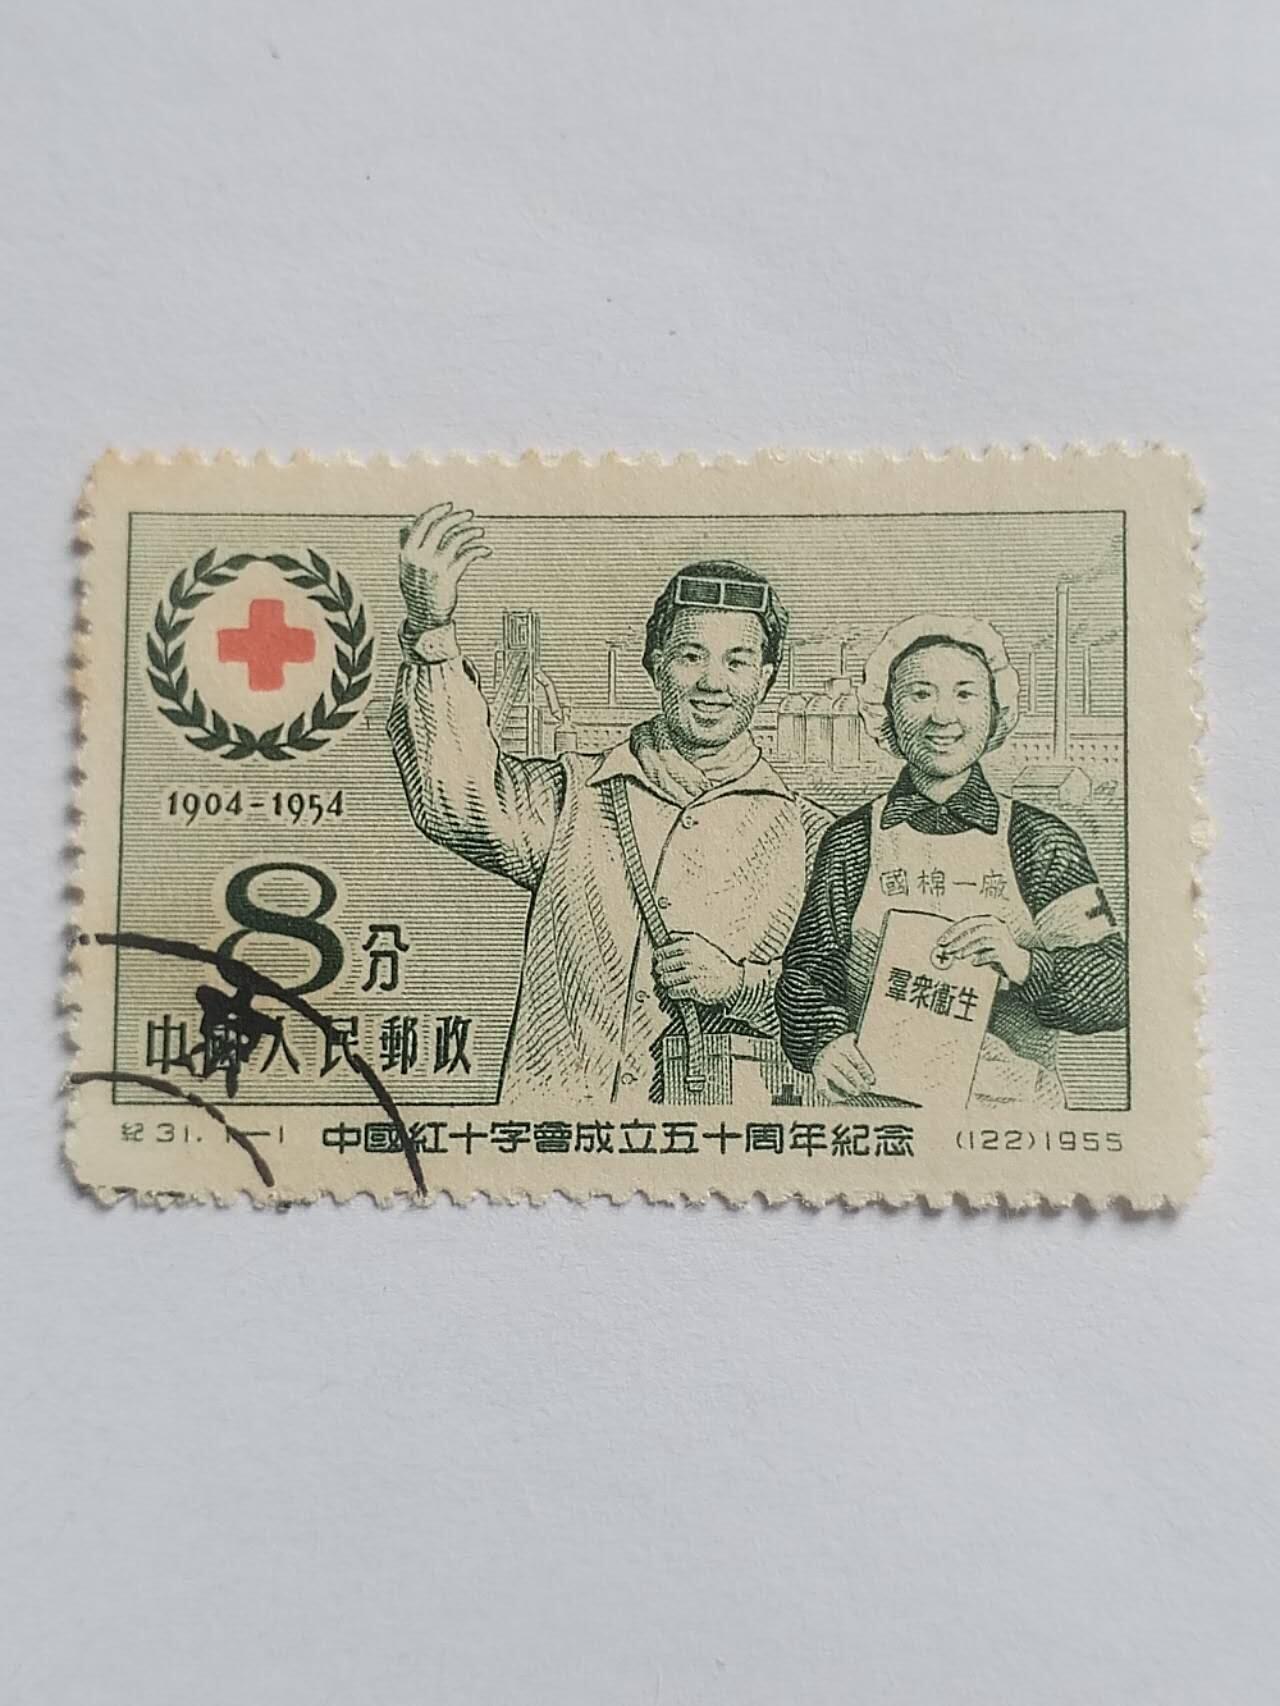 1904-1954
8分
中國人民郵政
國棉一廠
羣衆衞生
紀31.1-1 中國紅十字會成立五十周年紀念 (122)1955